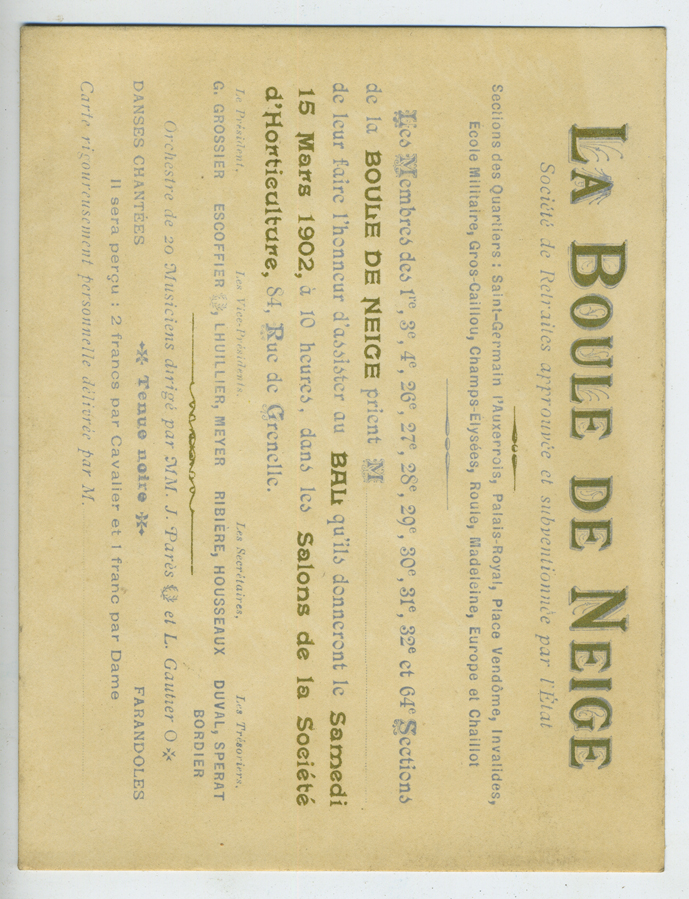 LA BOULE DE NEIGE
Société de Retraites approuvée et subventionnée par l'État
Sections des Quartiers : Saint-Germain l'Auxerrois, Palais-Royal, Place Vendôme, Invalides,
Ecole Militaire, Gros-Caillou, Champs-Élysées, Roule, Madeleine, Europe et Chaillot
Les Membres des 1re, 3e, 4e, 26e, 27e, 28e, 29e, 30e, 31e, 32e et 64e Sections
de la BOULE DE NEIGE prient M
de leur faire l'honneur d'assister au BAL qu'ils donneront le Samedi
15 Mars 1902, à 10 heures, dans les Salons de la Société
d'Horticulture, 84, Rue de Grenelle.
Le Président, Les Vice-Présidents, Les Secrétaires, Les Trésoriers,
G. GROSSIER ESCOFFIER, LHUILLIER, MEYER RIBIÈRE, HOUSSEAUX DUVAL, SPERAT
BORDIER
Orchestre de 20 Musiciens dirigé par MM. J. Parès et L. Gautier O
DANSES CHANTÉES Tenue noire FARANDOLES
Il sera perçu : 2 francs par Cavalier et 1 franc par Dame
Carte rigoureusement personnelle délivrée par M.